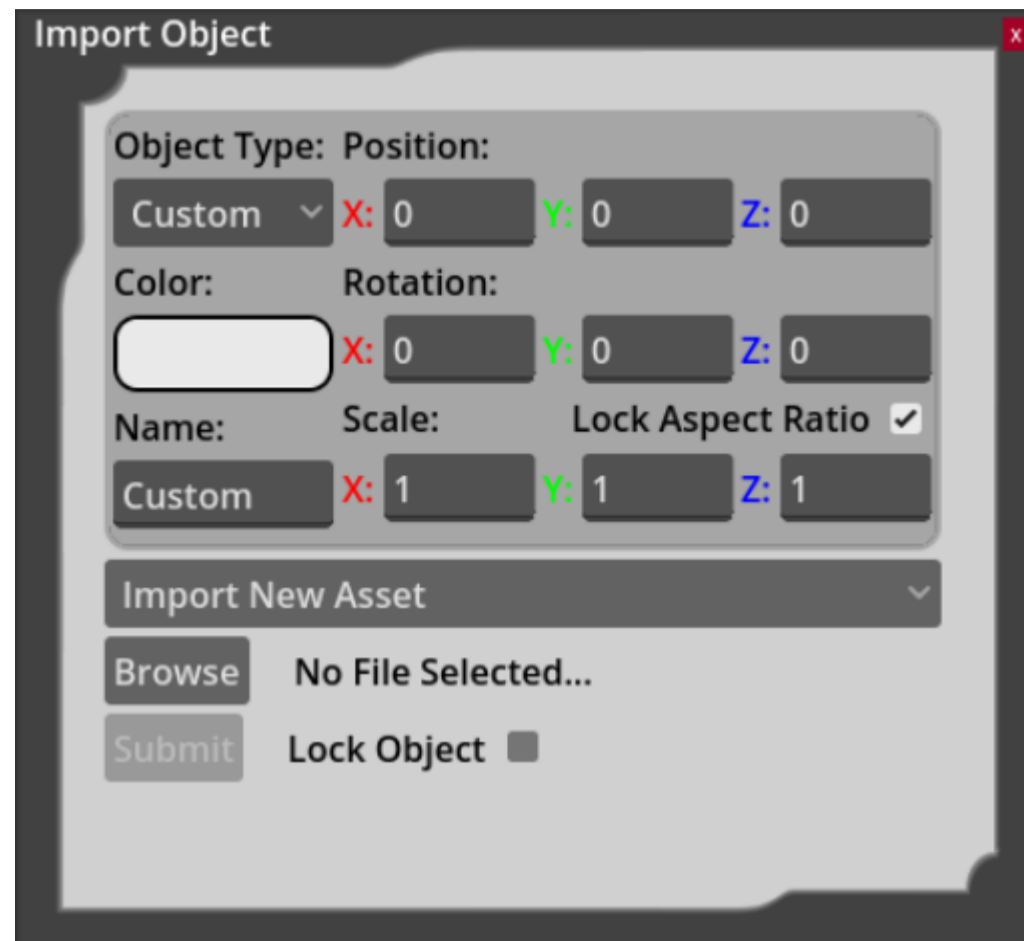 Import Object
x
Object Type: Position:
Custom X: 0 Y: 0 Z: 0
Color: Rotation:
X: 0 Y: 0 Z: 0
Name: Scale: Lock Aspect Ratio
Custom X: 1 Y: 1 Z: 1
Import New Asset
Browse No File Selected...
Submit Lock Object